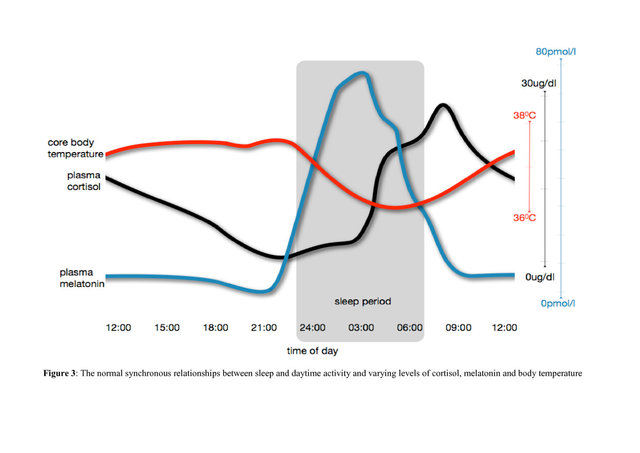 80pmol/l
30ug/dl
38ºC
core body
temperature
plasma
cortisol
36ºC
plasma
melatonin
0ug/dl
sleep period
0pmol/l
12:00 15:00 18:00 21:00 24:00 03:00 06:00 09:00 12:00
time of day
Figure 3: The normal synchronous relationships between sleep and daytime activity and varying levels of cortisol, melatonin and body temperature